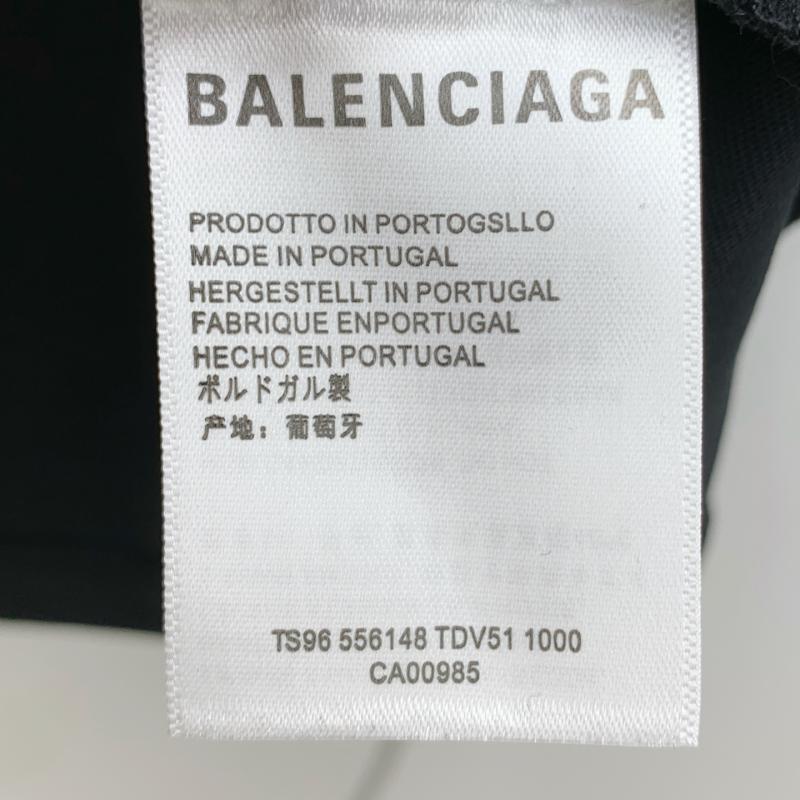 BALENCIAGA
PRODOTTO IN PORTOGSLLO
MADE IN PORTUGAL
HERGESTELLT IN PORTUGAL
FABRIQUE ENPORTUGAL
HECHO EN PORTUGAL
ポルドガル製
产地：葡萄牙
TS96 556148 TDV51 1000
CA00985